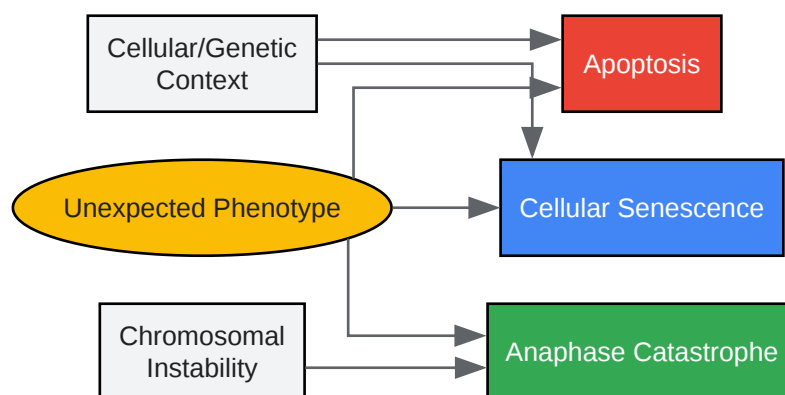 Cellular/Genetic
Context
Apoptosis
Unexpected Phenotype
Cellular Senescence
Chromosomal
Instability
Anaphase Catastrophe